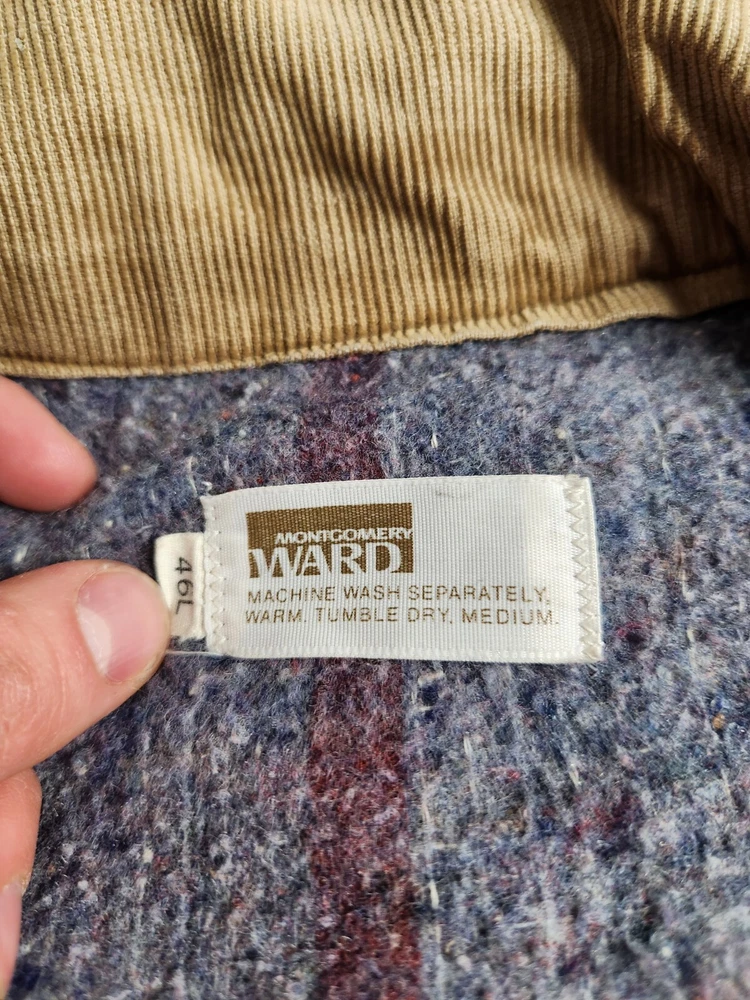 MONTGOMERY
WARD
MACHINE WASH SEPARATELY,
WARM. TUMBLE DRY, MEDIUM.
46L